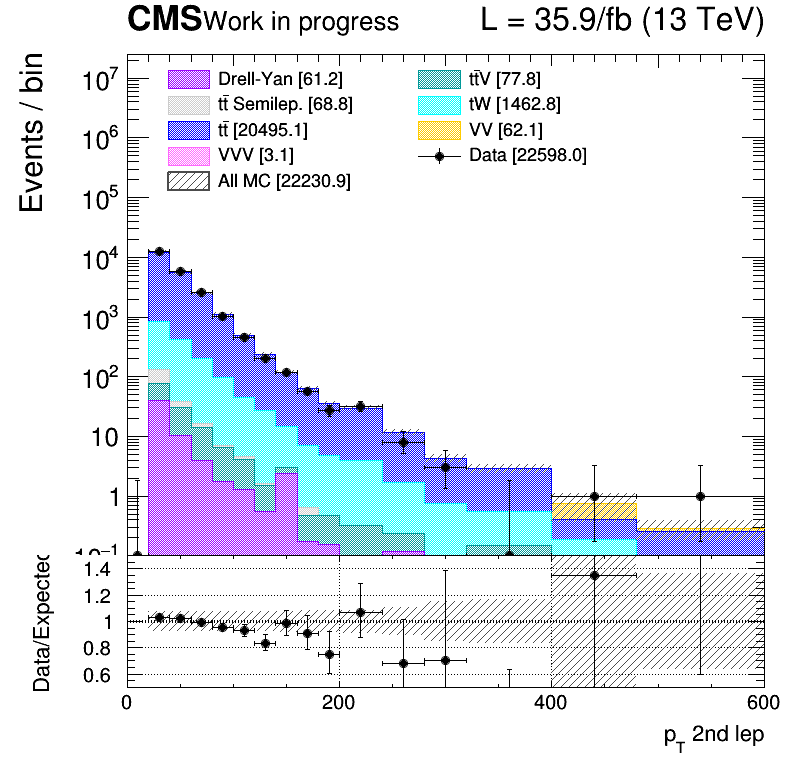 CMS Work in progress L = 35.9/fb (13 TeV)
Events / bin
Drell-Yan [61.2] tt̄V [77.8]
tt̄ Semilep. [68.8] tW [1462.8]
tt̄ [20495.1] VV [62.1]
VVV [3.1] Data [22598.0]
All MC [22230.9]
10⁷
10⁶
10⁵
10⁴
10³
10²
10
1
10⁻¹
Data/Expected
1.4
1.2
1
0.8
0.6
0 200 400 600
p_T 2nd lep